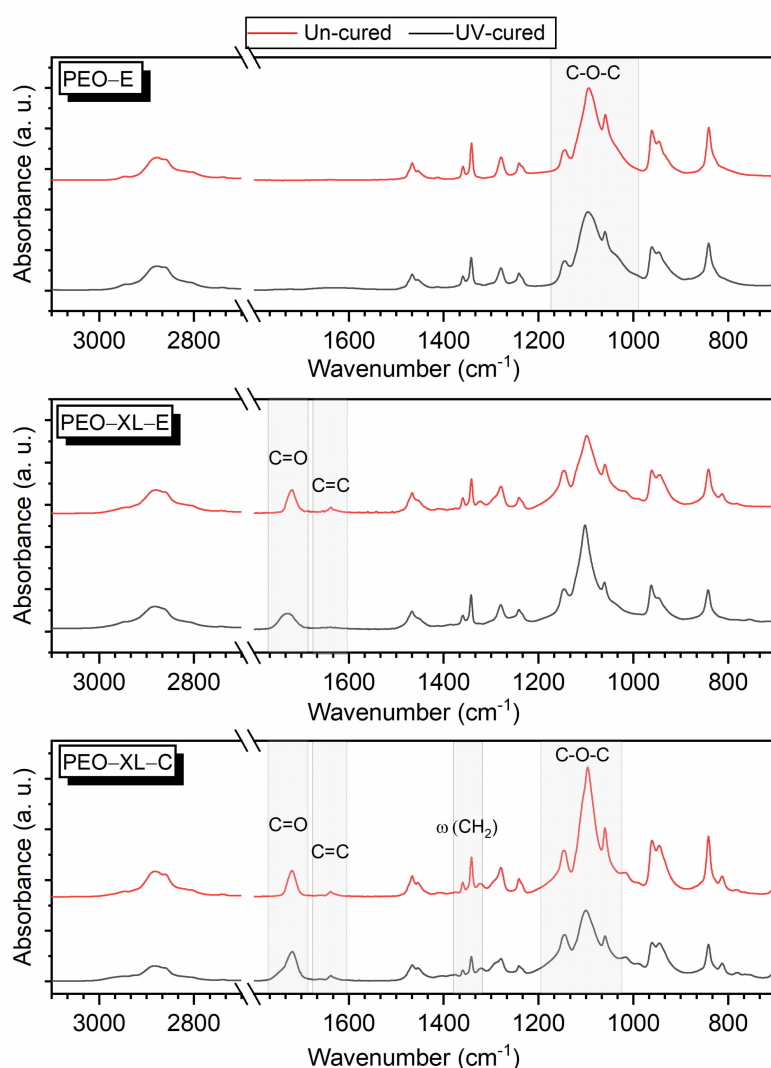 Un-cured UV-cured
PEO–E
C-O-C
Absorbance (a. u.)
3000 2800 1600 1400 1200 1000 800
Wavenumber (cm⁻¹)
PEO–XL–E
C=O
C=C
Absorbance (a. u.)
3000 2800 1600 1400 1200 1000 800
Wavenumber (cm⁻¹)
PEO–XL–C
C-O-C
ω (CH₂)
C=O
C=C
Absorbance (a. u.)
3000 2800 1600 1400 1200 1000 800
Wavenumber (cm⁻¹)